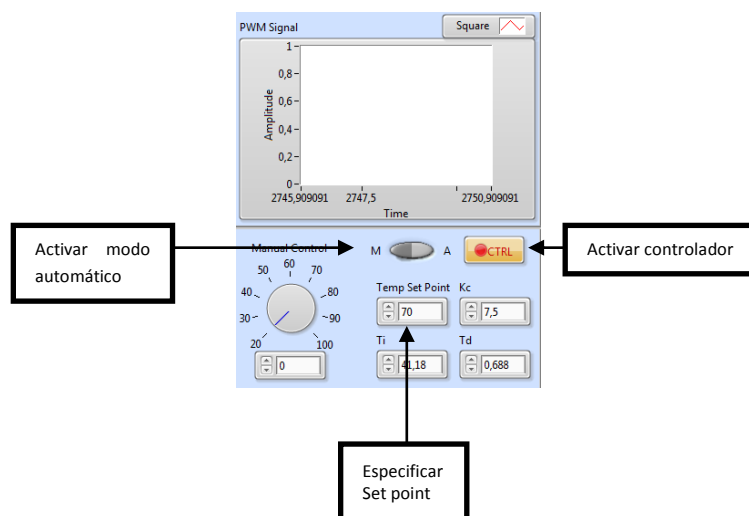 PWM Signal
Square
1
0,8
0,6
0,4
0,2
0
Amplitude
2745,909091 2747,5 2750,909091
Time
Activar modo
automático
Manual Control
M A
CTRL
Activar controlador
50 60 70
40 80
30 90
20 100
0
Temp Set Point Kc
70 7,5
Ti Td
41,18 0,688
Especificar
Set point